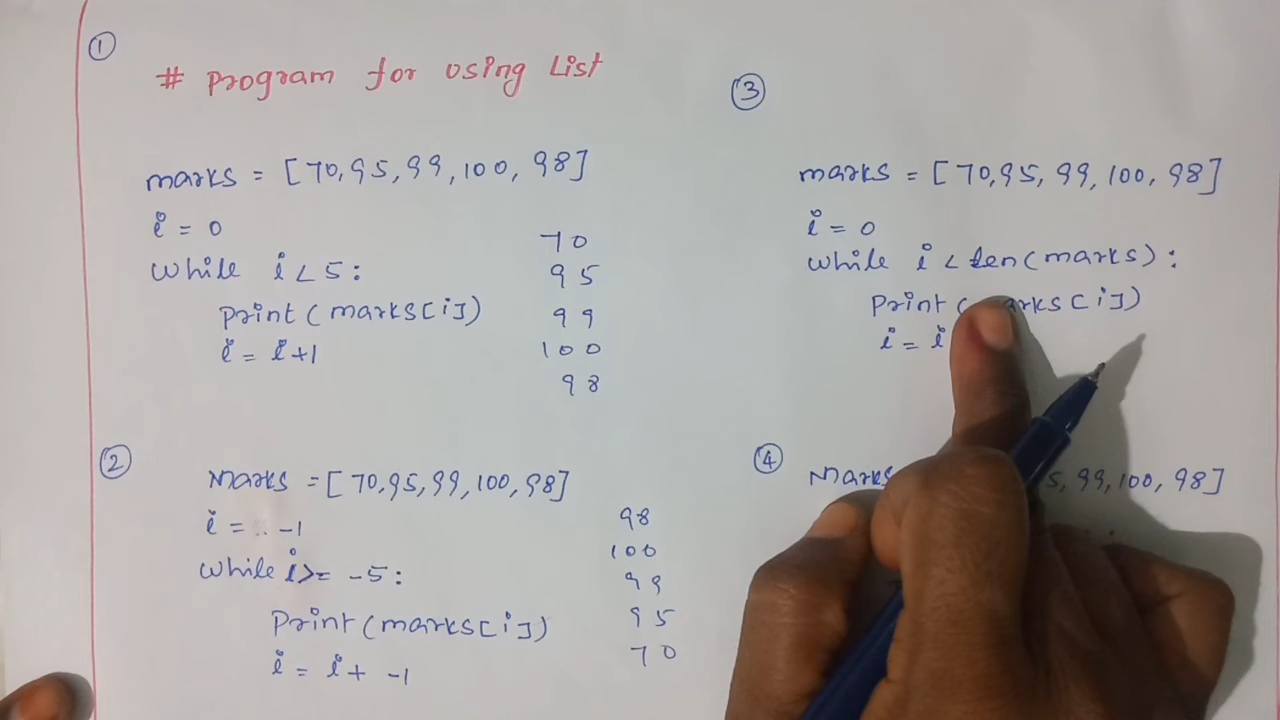 ①
# Program for using List
marks = [70,95,99,100,98]
i = 0
while i < 5:
print(marks[i])
i = i+1
70
95
99
100
98
②
Marks = [70,95,99,100,98]
i = -1
while i >= -5:
print(marks[i])
i = i + -1
98
100
99
95
70
③
marks = [70,95,99,100,98]
i = 0
while i < len(marks):
print(marks[i])
i = i
④
5,99,100,98]